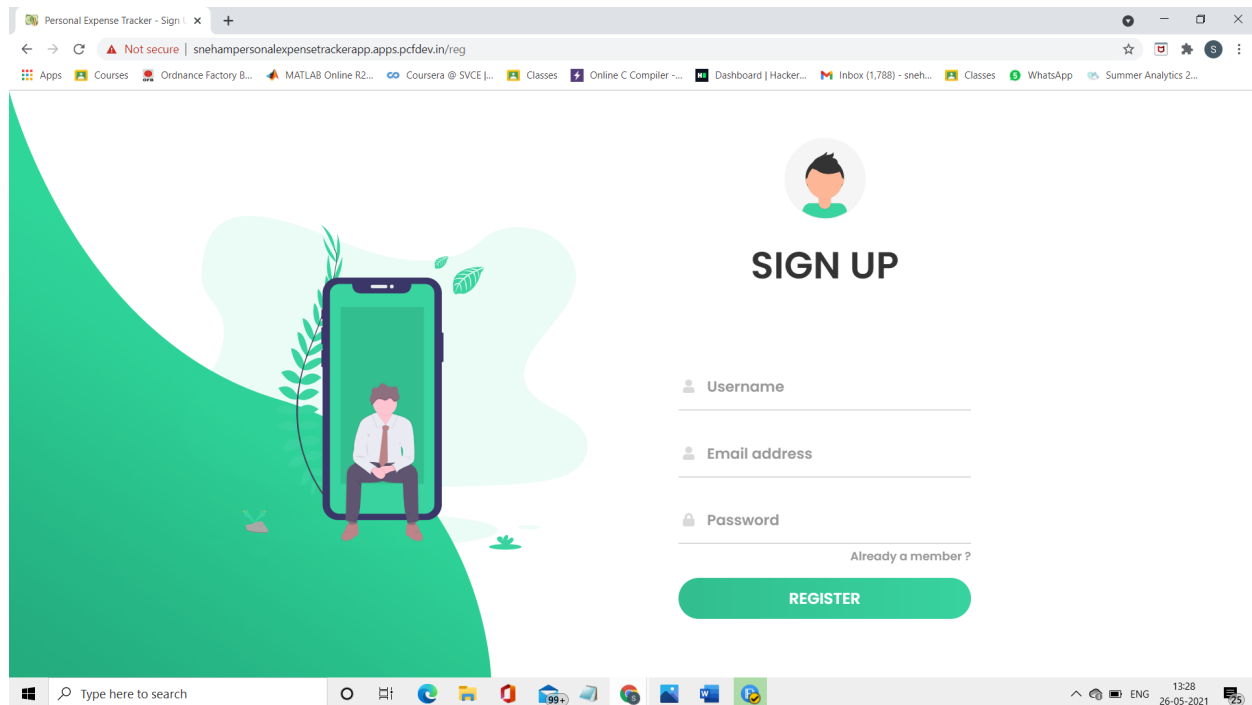 Personal Expense Tracker - Sign U
Not secure | snehampersonalexpensetrackerapp.apps.pcfdev.in/reg
S
Apps Courses Ordnance Factory B... MATLAB Online R2... Coursera @ SVCE |... Classes Online C Compiler -... Dashboard | Hacker... Inbox (1,788) - sneh... Classes WhatsApp Summer Analytics 2...
SIGN UP
Username
Email address
Password
Already a member ?
REGISTER
Type here to search
99+
ENG
13:28
26-05-2021
25